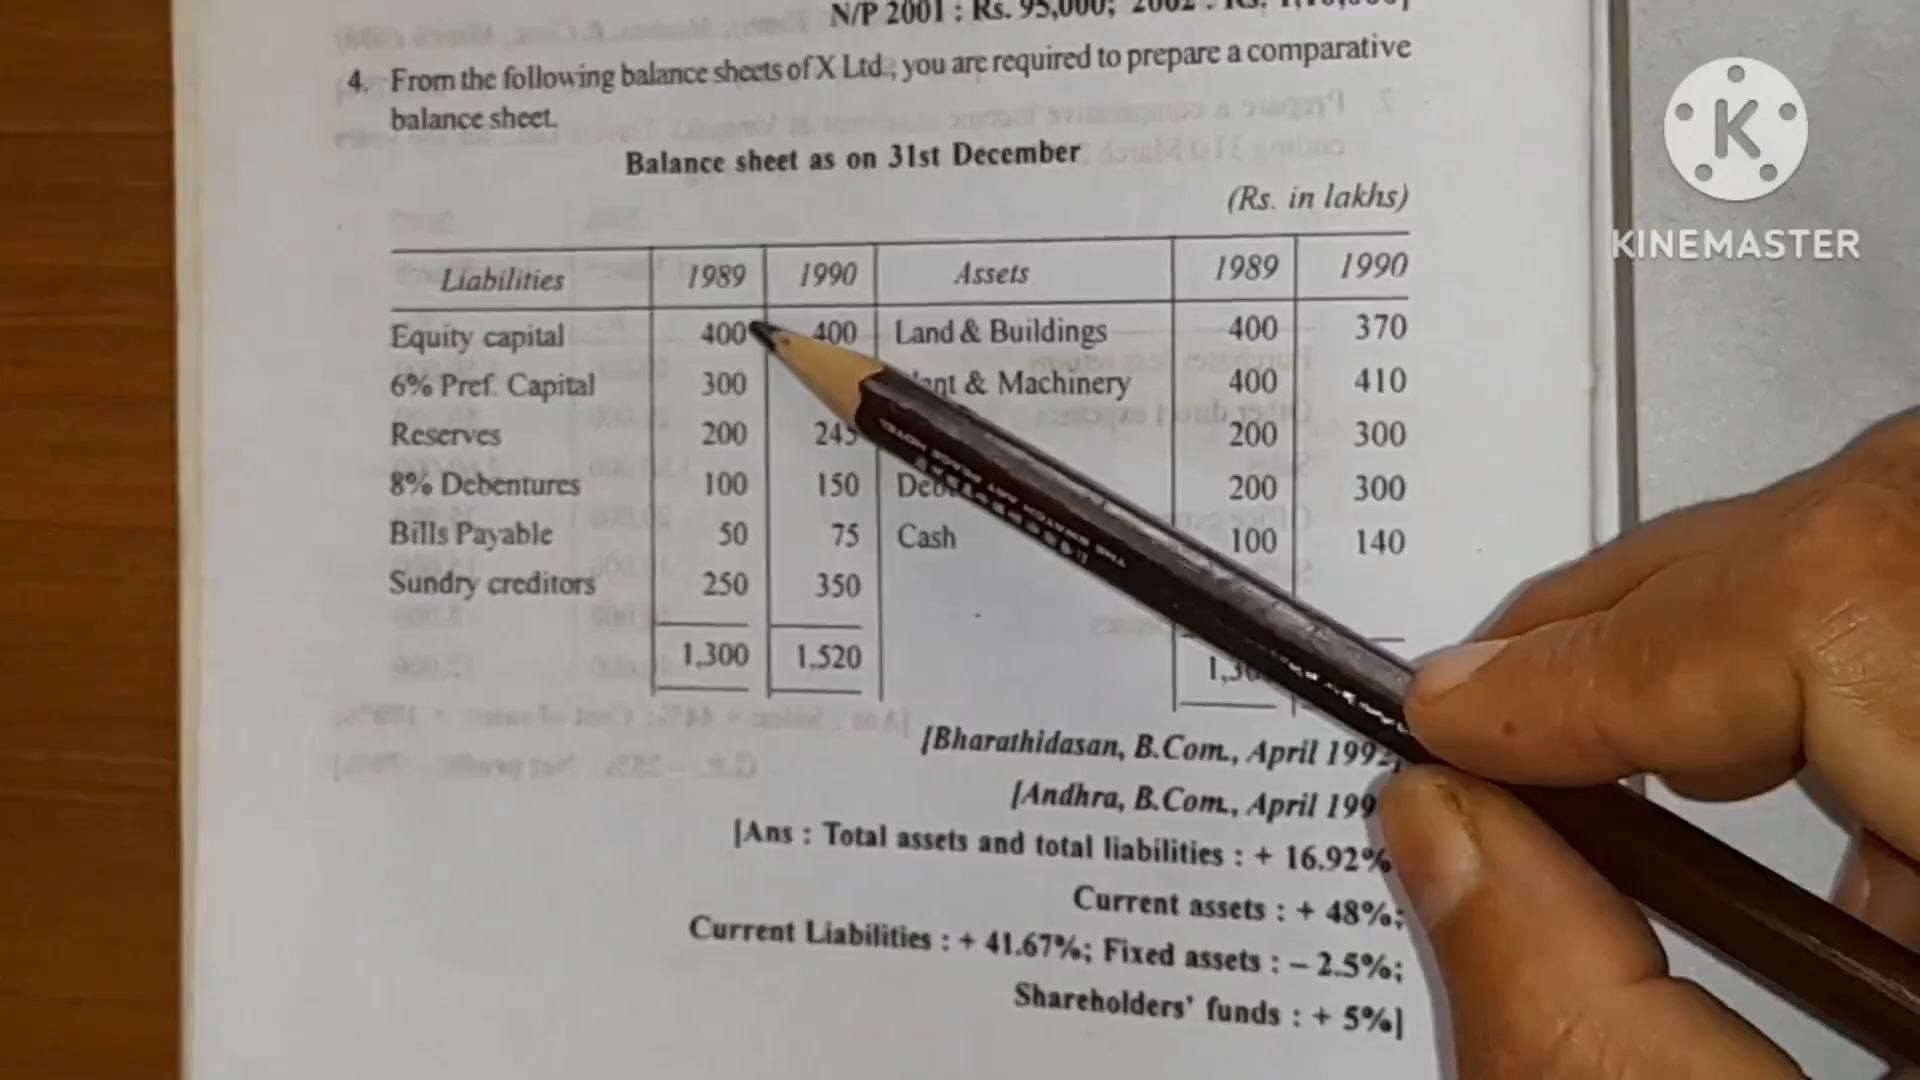 N/P 2001 : Rs. 95,000; 2002 : Rs.
4. From the following balance sheets of X Ltd., you are required to prepare a comparative
balance sheet.
Balance sheet as on 31st December
(Rs. in lakhs)
Liabilities 1989 1990 Assets 1989 1990
Equity capital 400 400 Land & Buildings 400 370
6% Pref. Capital 300 & Machinery 400 410
Reserves 200 245 200 300
8% Debentures 100 150 200 300
Bills Payable 50 75 Cash 100 140
Sundry creditors 250 350
1,300 1,520
[Bharathidasan, B.Com., April 1992]
[Andhra, B.Com., April
[Ans : Total assets and total liabilities : + 16.92%
Current assets : + 48%;
Current Liabilities : + 41.67%; Fixed assets : – 2.5%;
Shareholders' funds : + 5%]
K
KINEMASTER